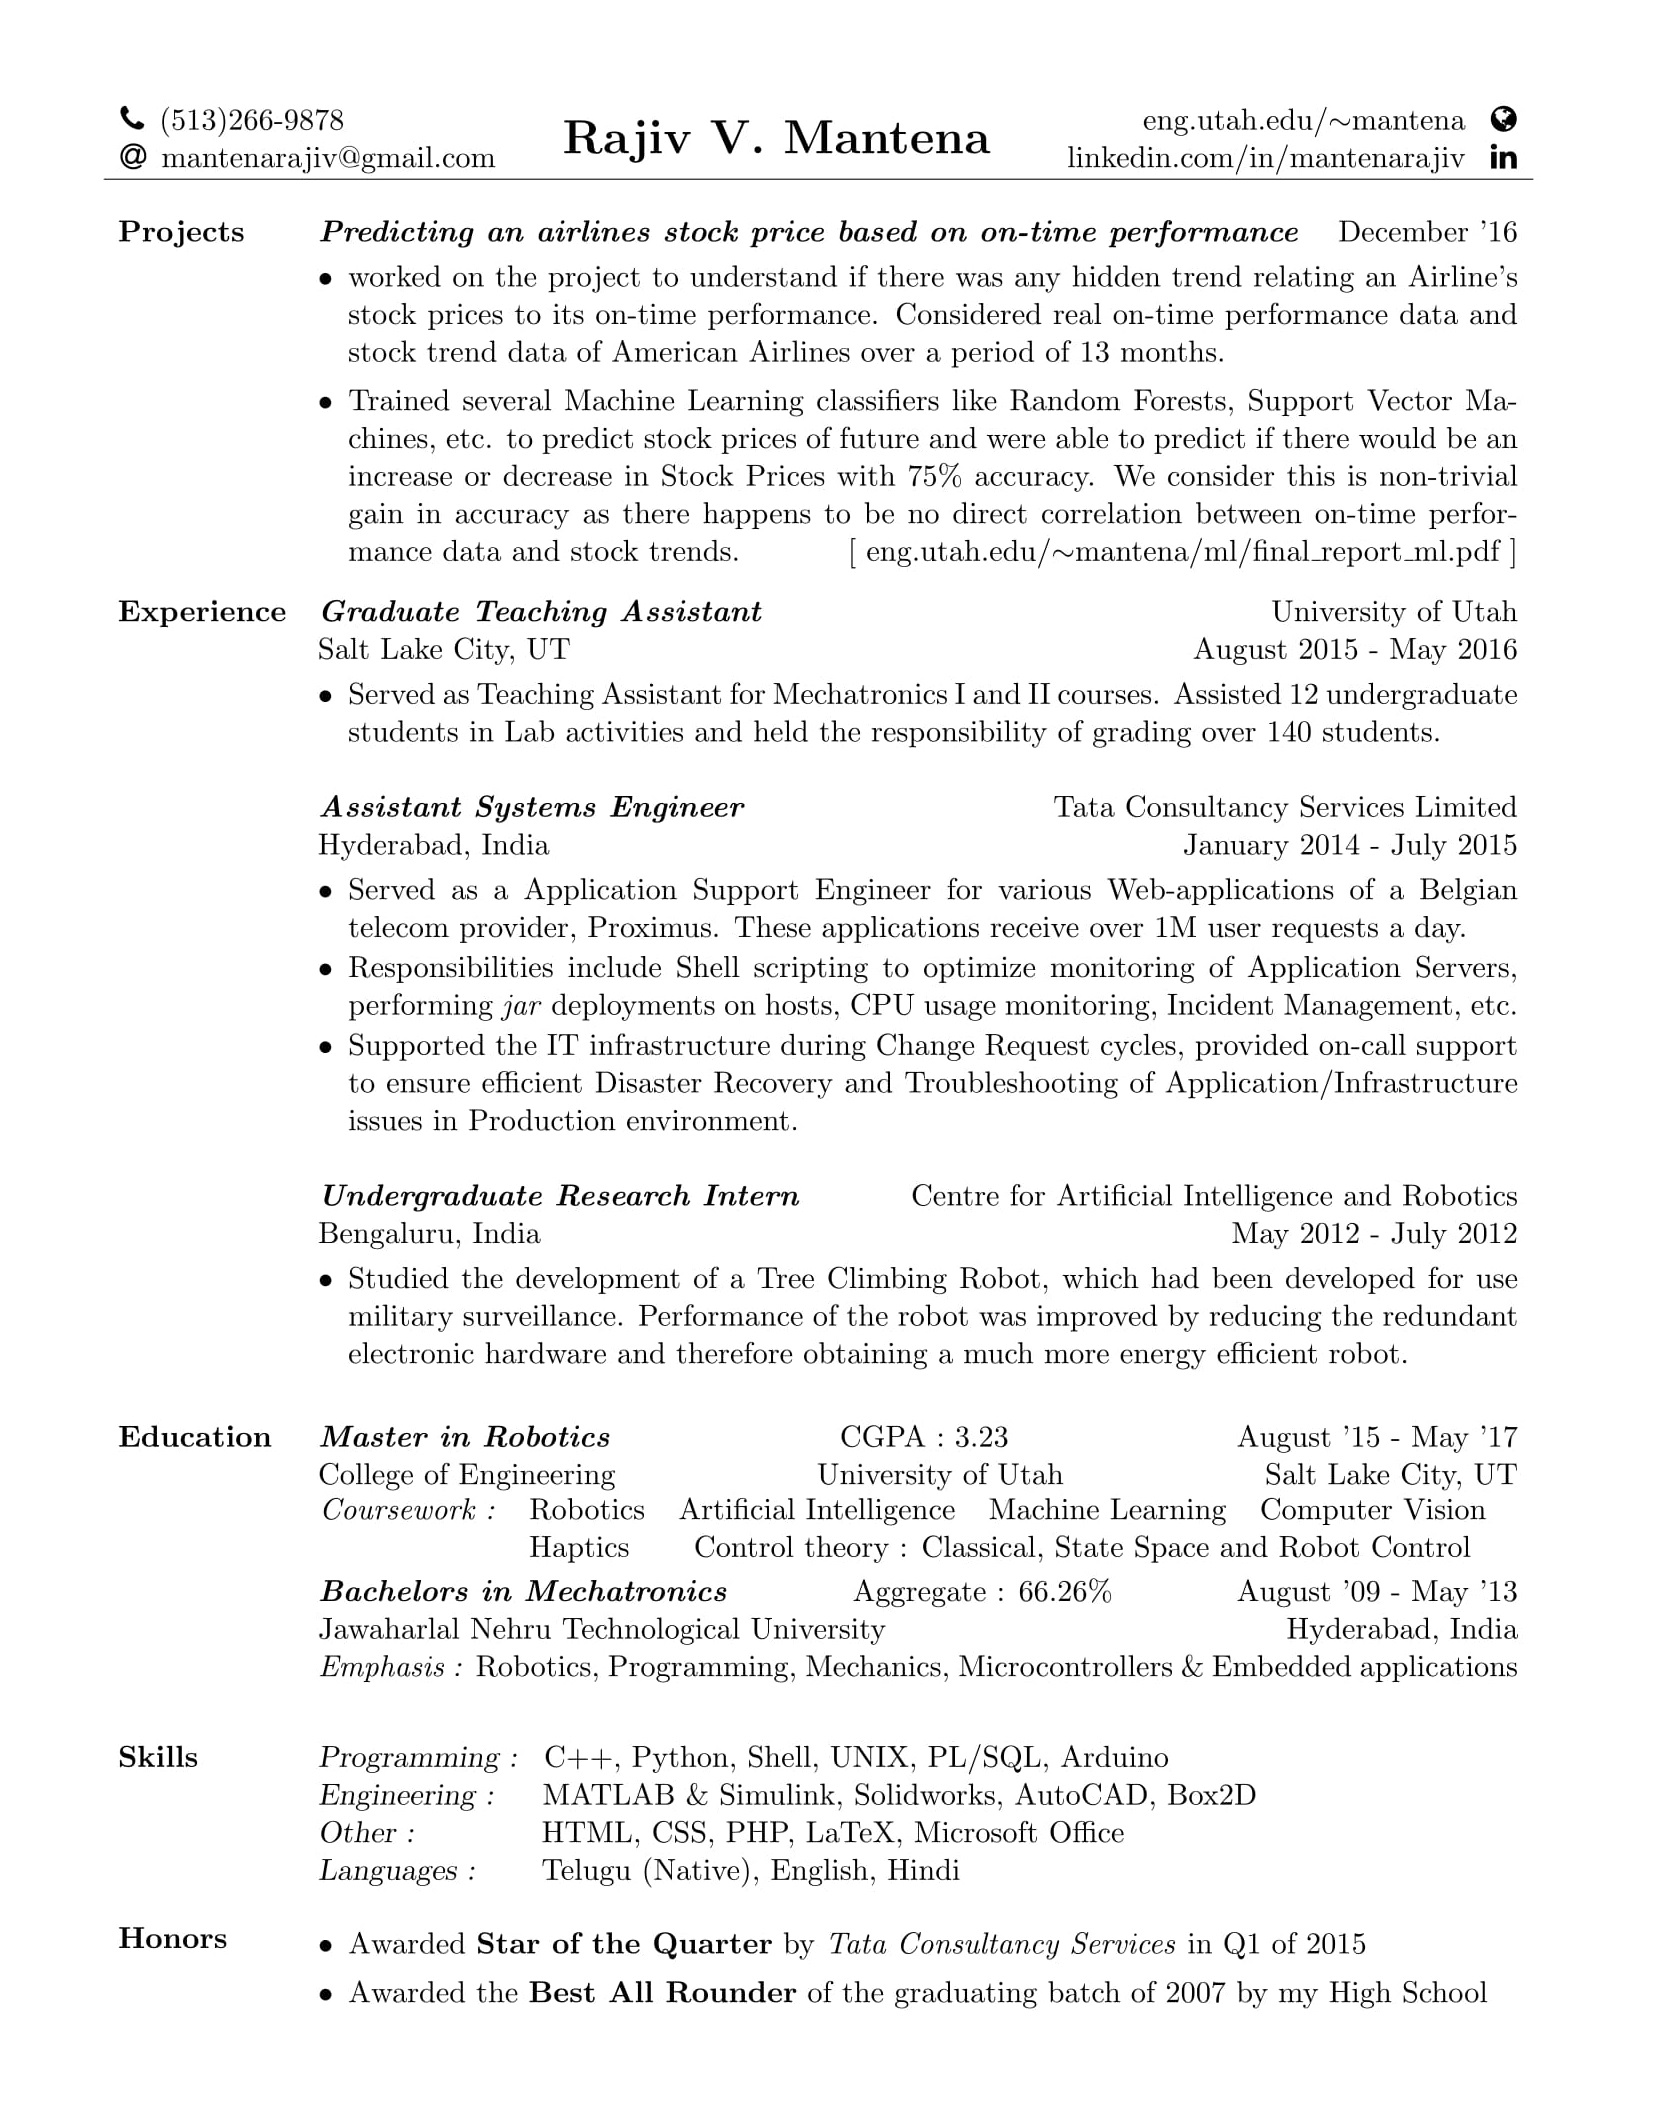 (513)266-9878
@ mantenarajiv@gmail.com
Rajiv V. Mantena
eng.utah.edu/∼mantena
linkedin.com/in/mantenarajiv in
Projects Predicting an airlines stock price based on on-time performance December ’16
• worked on the project to understand if there was any hidden trend relating an Airline’s
stock prices to its on-time performance. Considered real on-time performance data and
stock trend data of American Airlines over a period of 13 months.
• Trained several Machine Learning classifiers like Random Forests, Support Vector Ma-
chines, etc. to predict stock prices of future and were able to predict if there would be an
increase or decrease in Stock Prices with 75% accuracy. We consider this is non-trivial
gain in accuracy as there happens to be no direct correlation between on-time perfor-
mance data and stock trends. [ eng.utah.edu/∼mantena/ml/final_report_ml.pdf ]
Experience Graduate Teaching Assistant University of Utah
Salt Lake City, UT August 2015 - May 2016
• Served as Teaching Assistant for Mechatronics I and II courses. Assisted 12 undergraduate
students in Lab activities and held the responsibility of grading over 140 students.
Assistant Systems Engineer Tata Consultancy Services Limited
Hyderabad, India January 2014 - July 2015
• Served as a Application Support Engineer for various Web-applications of a Belgian
telecom provider, Proximus. These applications receive over 1M user requests a day.
• Responsibilities include Shell scripting to optimize monitoring of Application Servers,
performing jar deployments on hosts, CPU usage monitoring, Incident Management, etc.
• Supported the IT infrastructure during Change Request cycles, provided on-call support
to ensure efficient Disaster Recovery and Troubleshooting of Application/Infrastructure
issues in Production environment.
Undergraduate Research Intern Centre for Artificial Intelligence and Robotics
Bengaluru, India May 2012 - July 2012
• Studied the development of a Tree Climbing Robot, which had been developed for use
military surveillance. Performance of the robot was improved by reducing the redundant
electronic hardware and therefore obtaining a much more energy efficient robot.
Education Master in Robotics CGPA : 3.23 August ’15 - May ’17
College of Engineering University of Utah Salt Lake City, UT
Coursework : Robotics Artificial Intelligence Machine Learning Computer Vision
Haptics Control theory : Classical, State Space and Robot Control
Bachelors in Mechatronics Aggregate : 66.26% August ’09 - May ’13
Jawaharlal Nehru Technological University Hyderabad, India
Emphasis : Robotics, Programming, Mechanics, Microcontrollers & Embedded applications
Skills Programming : C++, Python, Shell, UNIX, PL/SQL, Arduino
Engineering : MATLAB & Simulink, Solidworks, AutoCAD, Box2D
Other : HTML, CSS, PHP, LaTeX, Microsoft Office
Languages : Telugu (Native), English, Hindi
Honors • Awarded Star of the Quarter by Tata Consultancy Services in Q1 of 2015
• Awarded the Best All Rounder of the graduating batch of 2007 by my High School